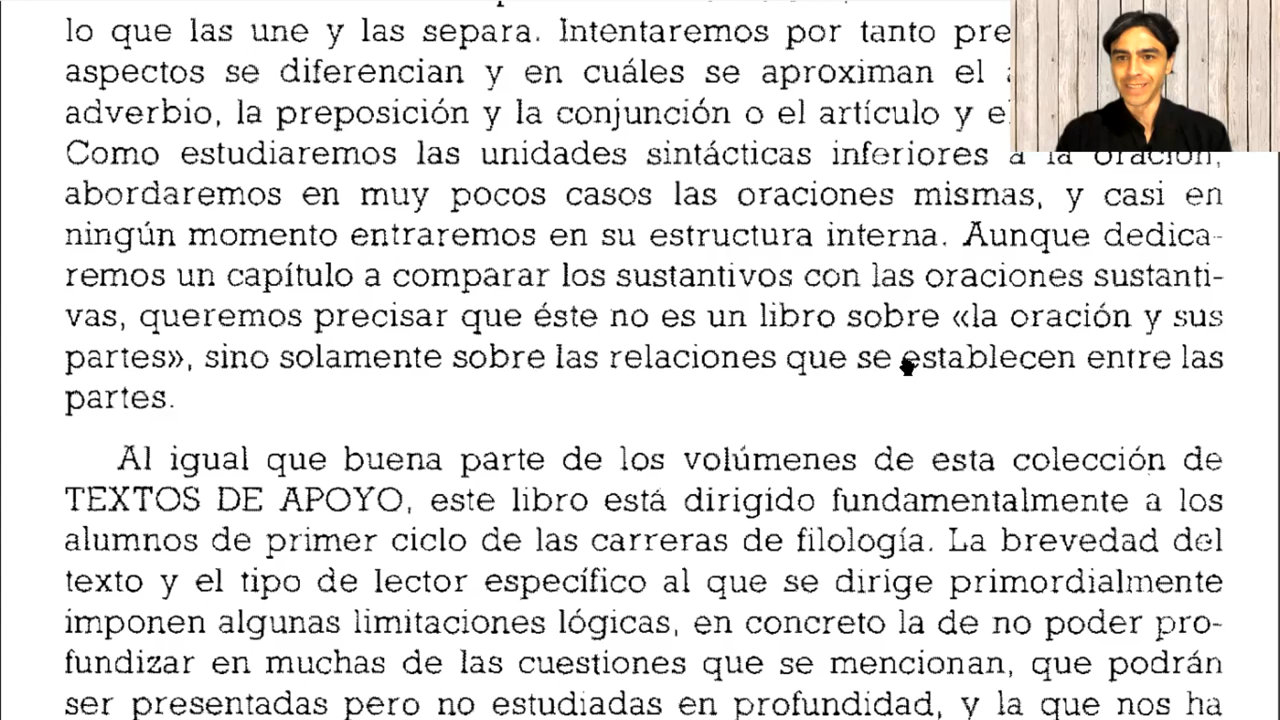 lo que las une y las separa. Intentaremos por tanto
aspectos se diferencian y en cuáles se aproximan el
adverbio, la preposición y la conjunción o el artículo y
Como estudiaremos las unidades sintácticas inferiores a la oración,
abordaremos en muy pocos casos las oraciones mismas, y casi en
ningún momento entraremos en su estructura interna. Aunque dedica-
remos un capítulo a comparar los sustantivos con las oraciones sustanti-
vas, queremos precisar que éste no es un libro sobre «la oración y sus
partes», sino solamente sobre las relaciones que se establecen entre las
partes.
Al igual que buena parte de los volúmenes de esta colección de
TEXTOS DE APOYO, este libro está dirigido fundamentalmente a los
alumnos de primer ciclo de las carreras de filología. La brevedad del
texto y el tipo de lector específico al que se dirige primordialmente
imponen algunas limitaciones lógicas, en concreto la de no poder pro-
fundizar en muchas de las cuestiones que se mencionan, que podrán
ser presentadas pero no estudiadas en profundidad, y la que nos ha